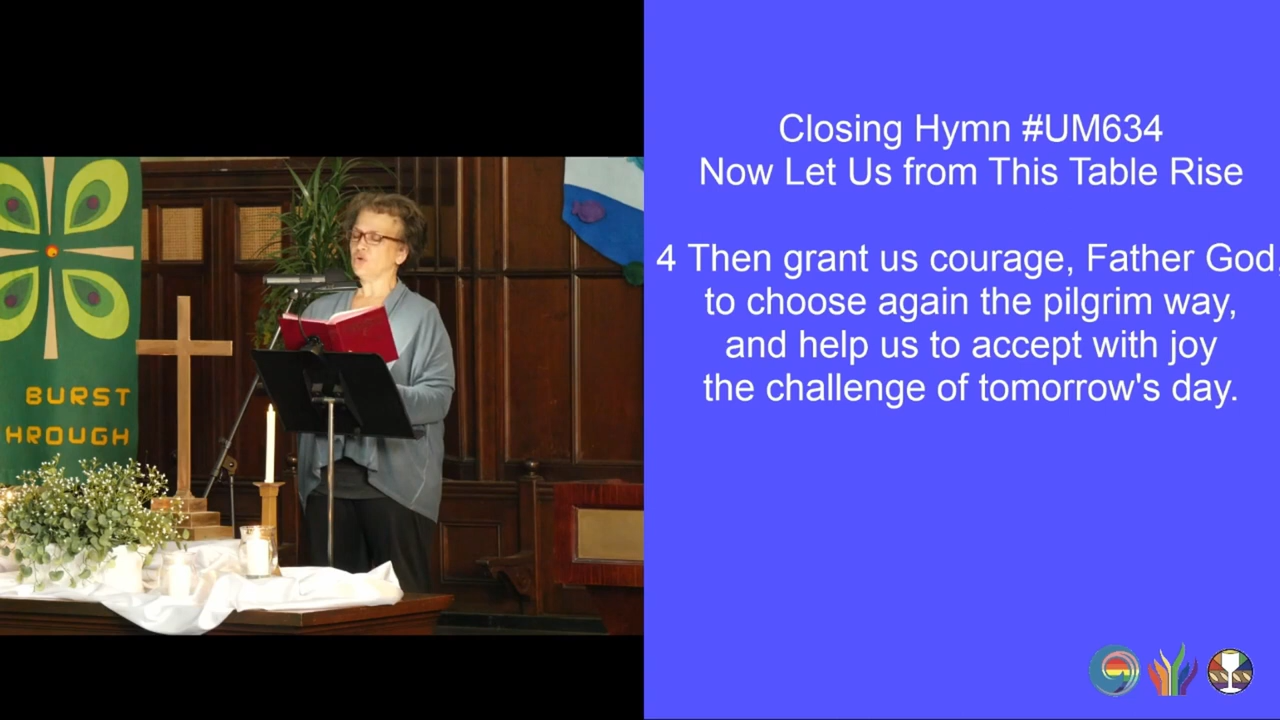 BURST
HROUGH
Closing Hymn #UM634
Now Let Us from This Table Rise
4 Then grant us courage, Father God,
to choose again the pilgrim way,
and help us to accept with joy
the challenge of tomorrow's day.